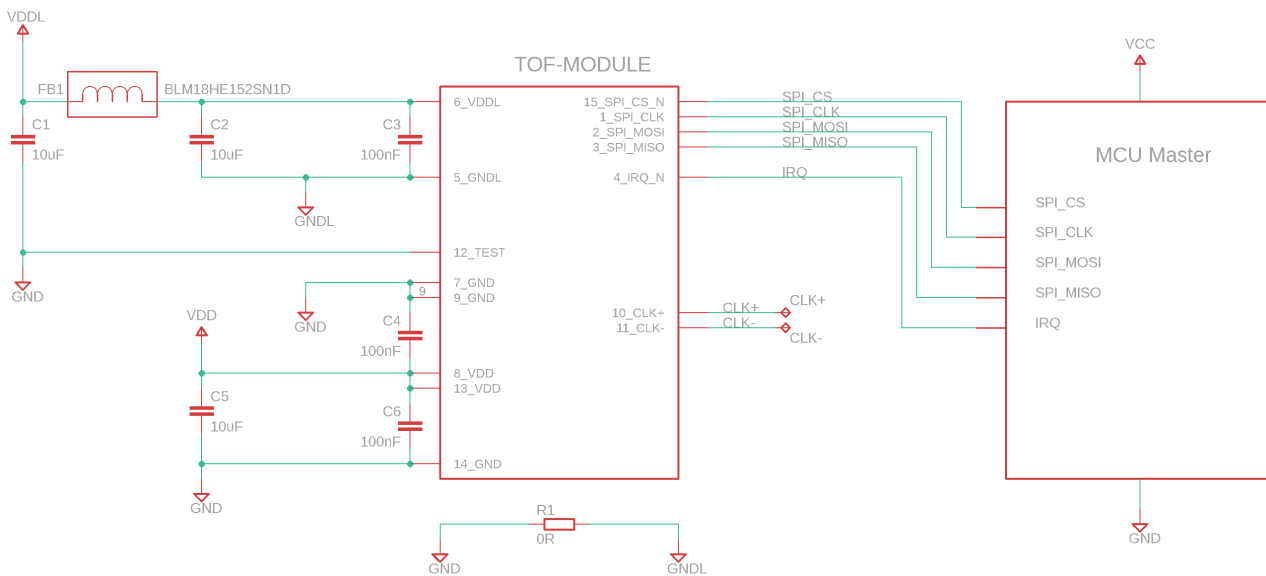 VDDL
VCC
TOF-MODULE
FB1 BLM18HE152SN1D
C1
10uF
C2
10uF
C3
100nF
6_VDDL
5_GNDL
12_TEST
7_GND
9
9_GND
8_VDD
13_VDD
14_GND
15_SPI_CS_N
1_SPI_CLK
2_SPI_MOSI
3_SPI_MISO
4_IRQ_N
10_CLK+
11_CLK-
SPI_CS
SPI_CLK
SPI_MOSI
SPI_MISO
IRQ
CLK+
CLK-
CLK+
CLK-
MCU Master
SPI_CS
SPI_CLK
SPI_MOSI
SPI_MISO
IRQ
GNDL
GND
GND
VDD
C4
100nF
C5
10uF
C6
100nF
GND
R1
0R
GND
GNDL
GND